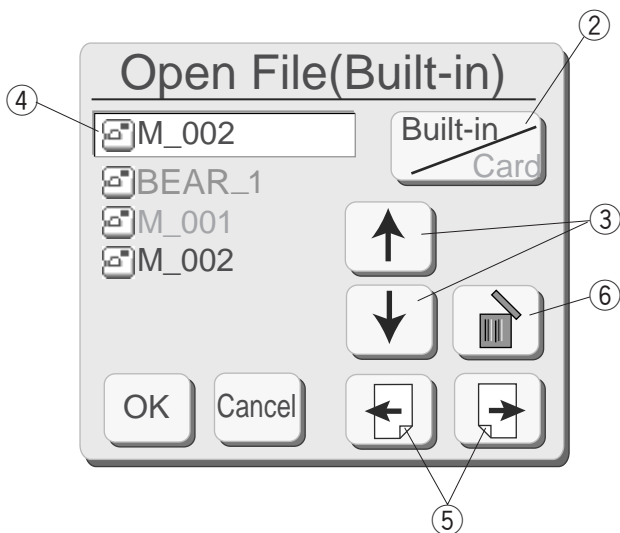 ②
Open File(Built-in)
④
M_002
Built-in
Card
BEAR_1
M_001
③
M_002
⑥
OK
Cancel
⑤